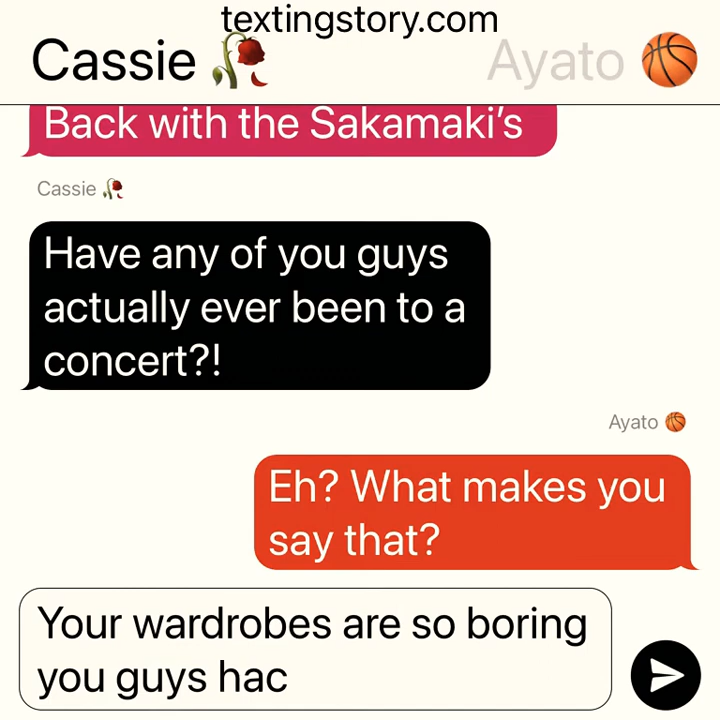 textingstory.com
Cassie 🥀 Ayato 🏀
Back with the Sakamaki's
Cassie 🥀
Have any of you guys
actually ever been to a
concert?!
Ayato 🏀
Eh? What makes you
say that?
Your wardrobes are so boring
you guys hac